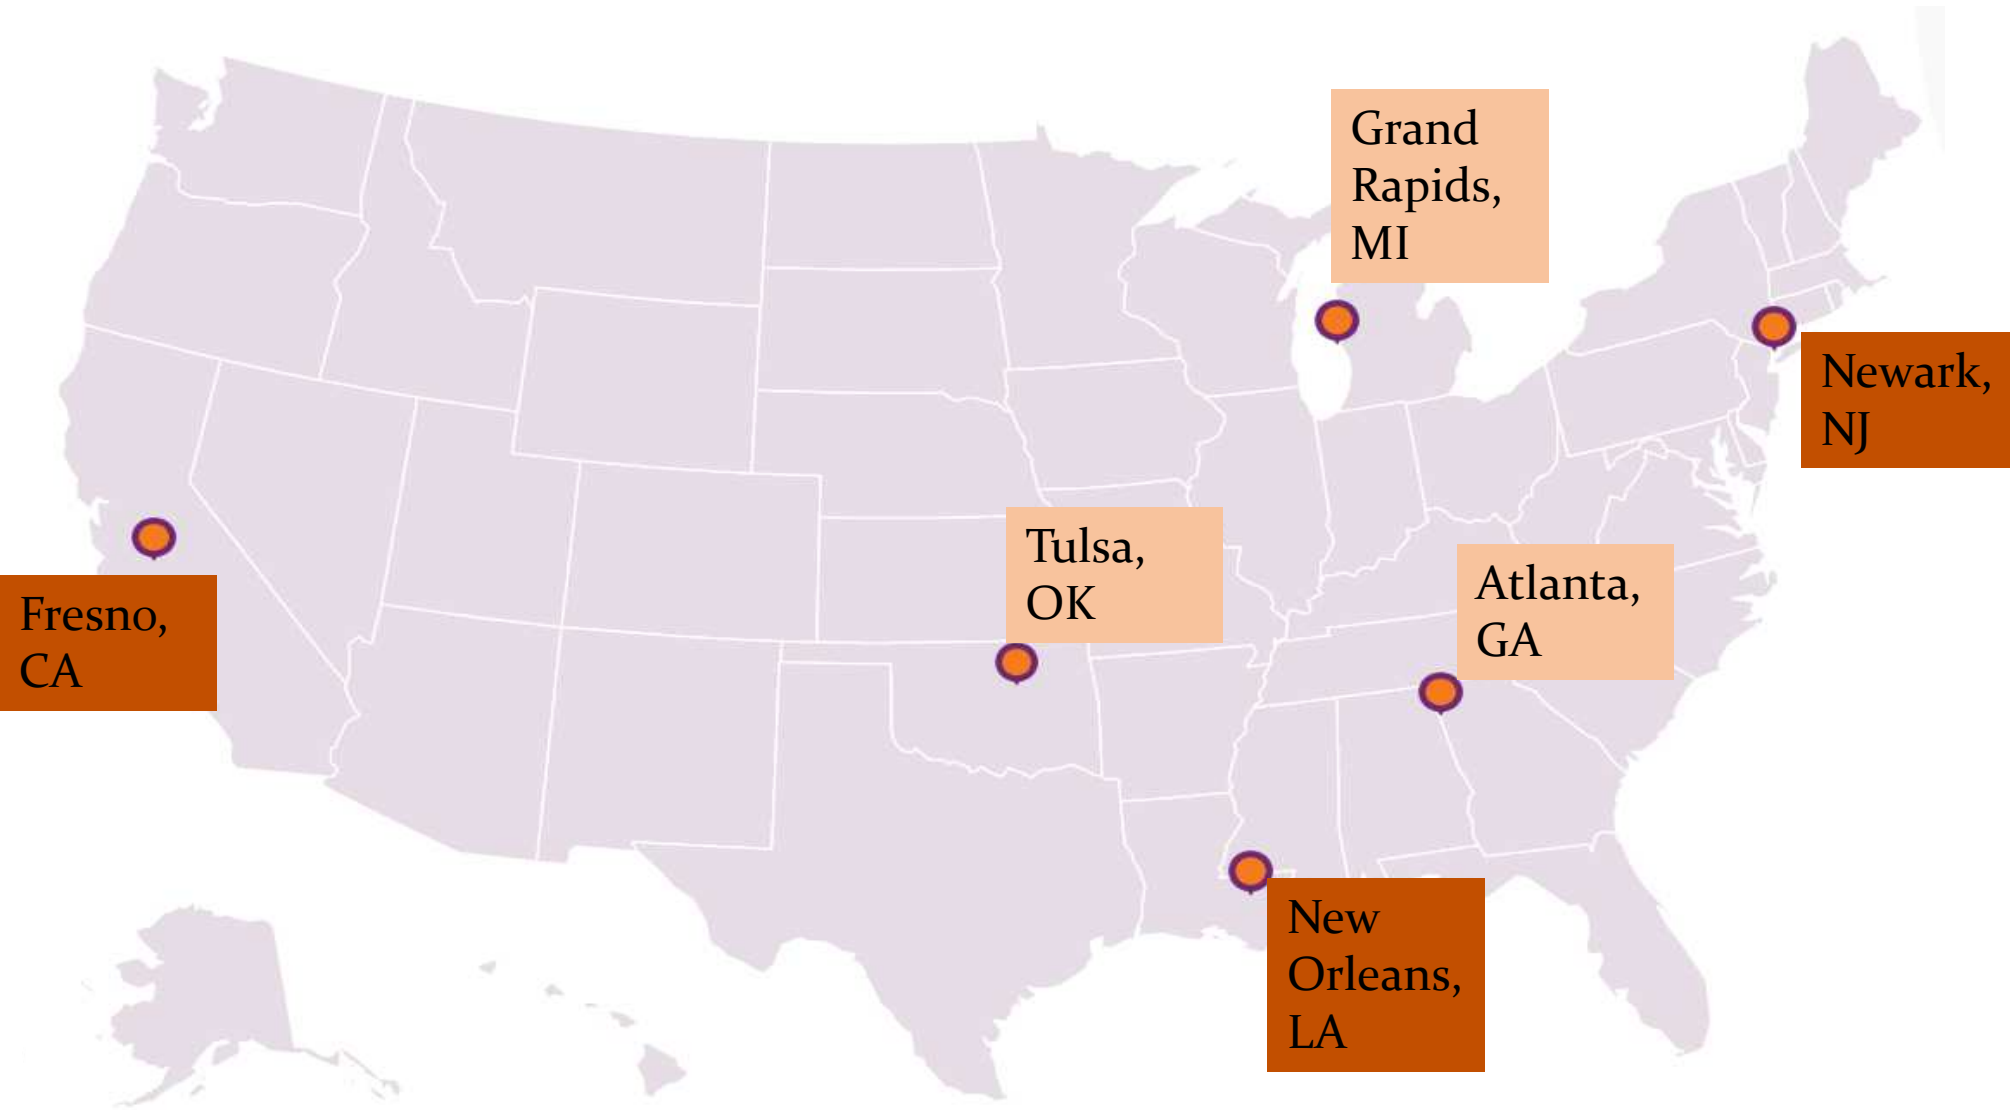 Grand
Rapids,
MI
Newark,
NJ
Tulsa,
OK
Atlanta,
GA
Fresno,
CA
New
Orleans,
LA